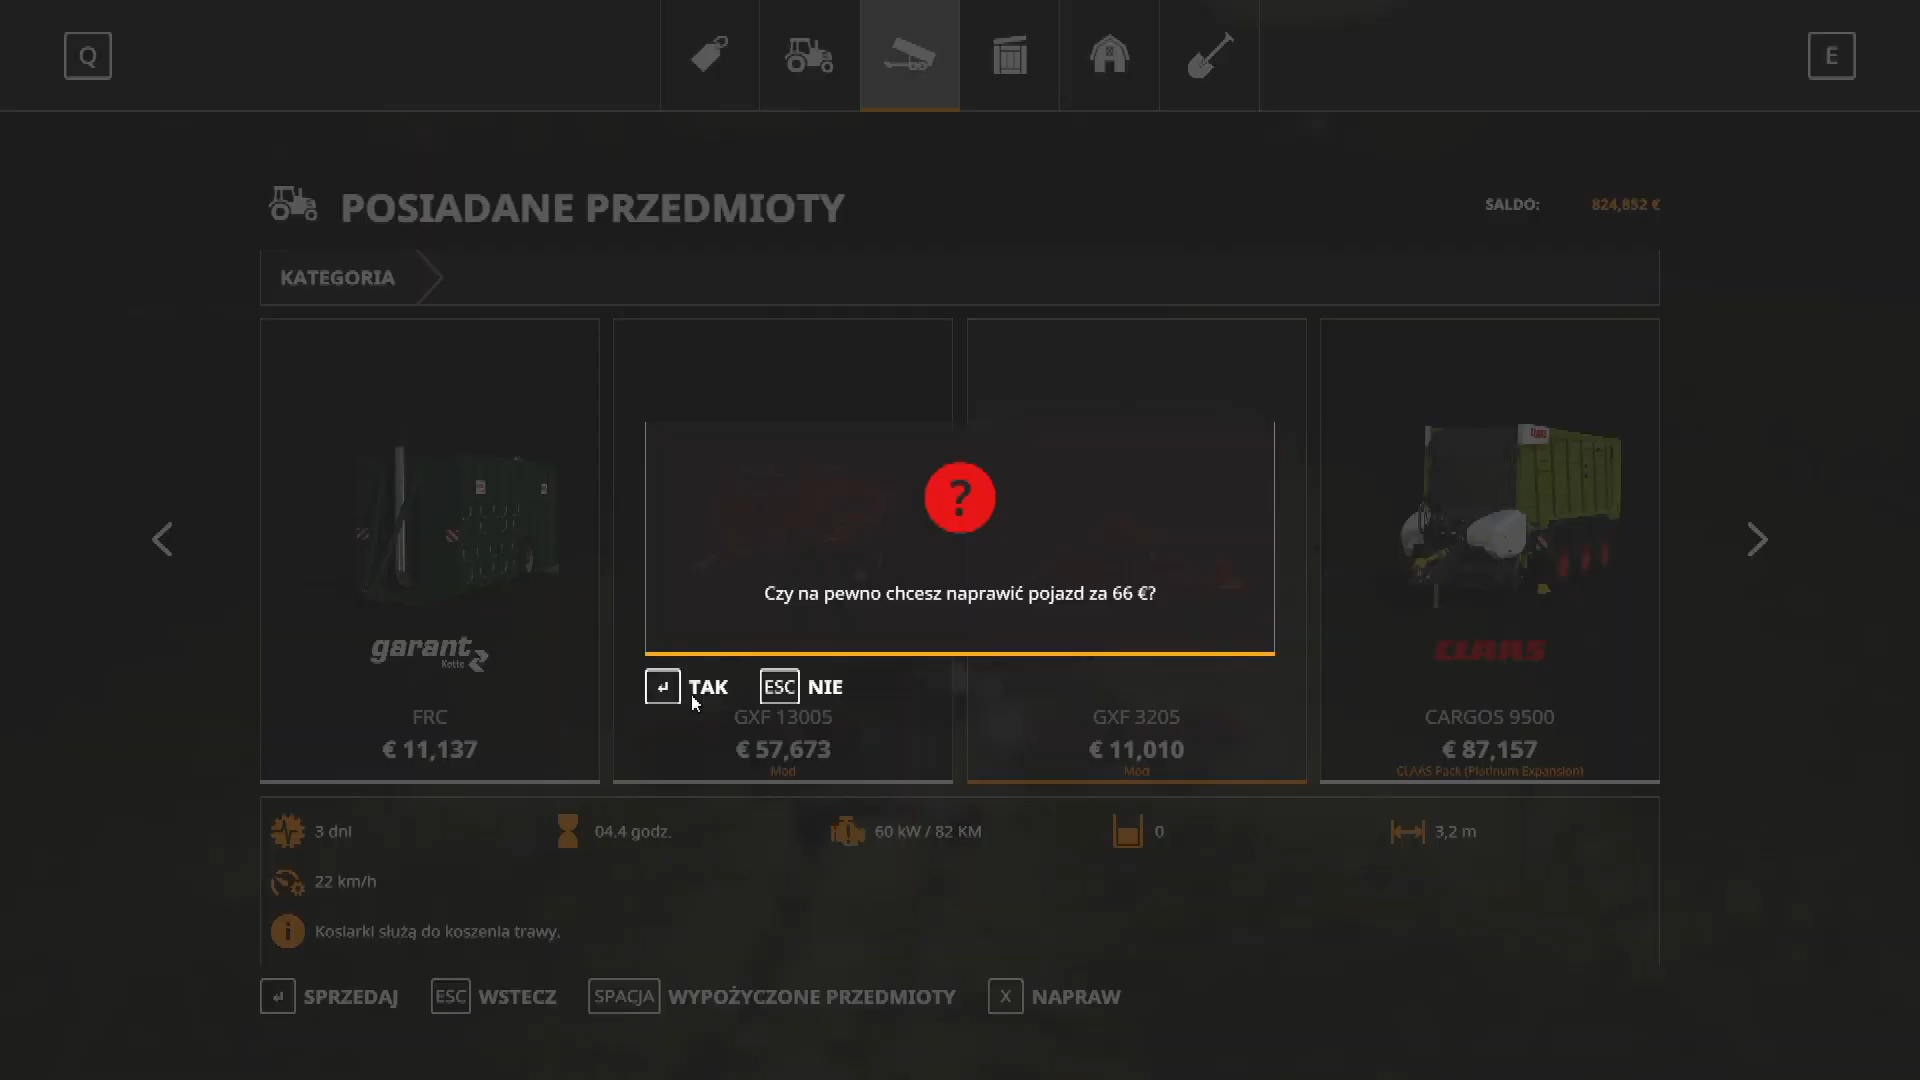 Q
E
POSIADANE PRZEDMIOTY
SALDO: 824,852 €
KATEGORIA
?
Czy na pewno chcesz naprawić pojazd za 66 €?
↵ TAK ESC NIE
garant
Kotte
CLAAS
FRC
GXF 13005
GXF 3205
CARGOS 9500
€ 11,137
€ 57,673
€ 11,010
€ 87,157
Mod
Mod
CLAAS Pack (Platinum Expansion)
3 dni
04,4 godz.
60 kW / 82 KM
0
3,2 m
22 km/h
Kosiarki służą do koszenia trawy.
↵ SPRZEDAJ ESC WSTECZ SPACJA WYPOŻYCZONE PRZEDMIOTY X NAPRAW